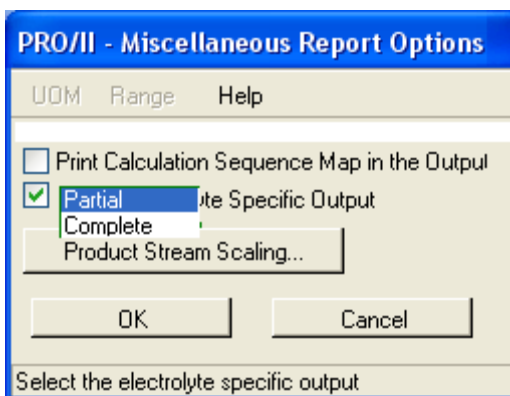 PRO/II - Miscellaneous Report Options
UOM Range Help
Print Calculation Sequence Map in the Output
Partial
Complete
te Specific Output
Product Stream Scaling...
OK Cancel
Select the electrolyte specific output